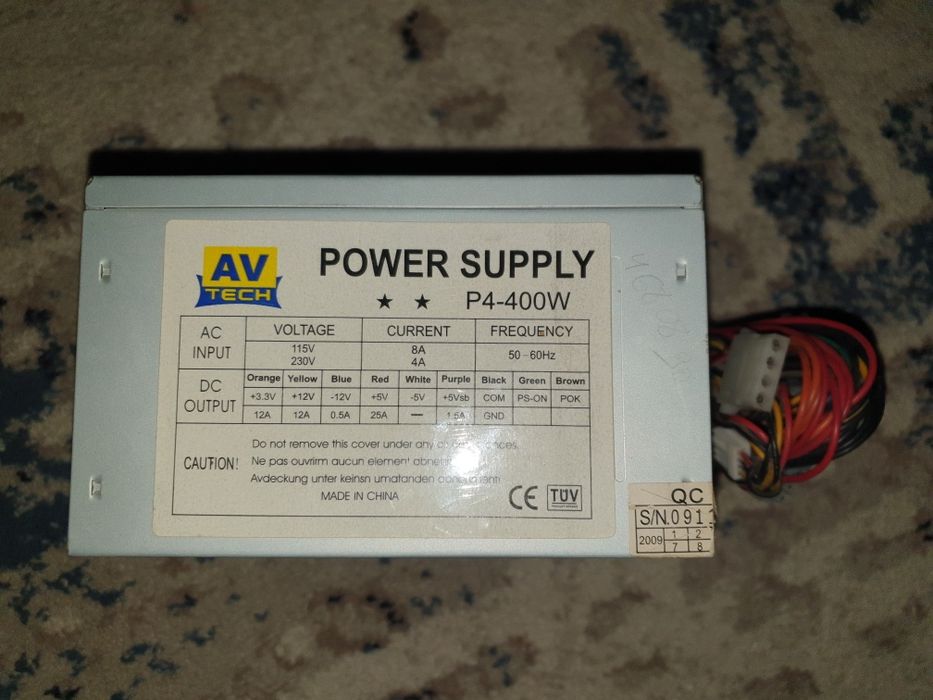 AV
TECH
POWER SUPPLY
★ ★ P4-400W
AC INPUT VOLTAGE CURRENT FREQUENCY
115V 8A 50-60Hz
230V 4A
DC OUTPUT Orange Yellow Blue Red White Purple Black Green Brown
+3.3V +12V -12V +5V -5V +5Vsb COM PS-ON POK
12A 12A 0.5A 25A — 1.5A GND
Do not remove this cover under any
CAUTION! Ne pas ouvrirm aucun element
Avdeckung unter keinsn umatanden
MADE IN CHINA
CE TÜV
QC
S/N.0911
2009 1 2
7 8